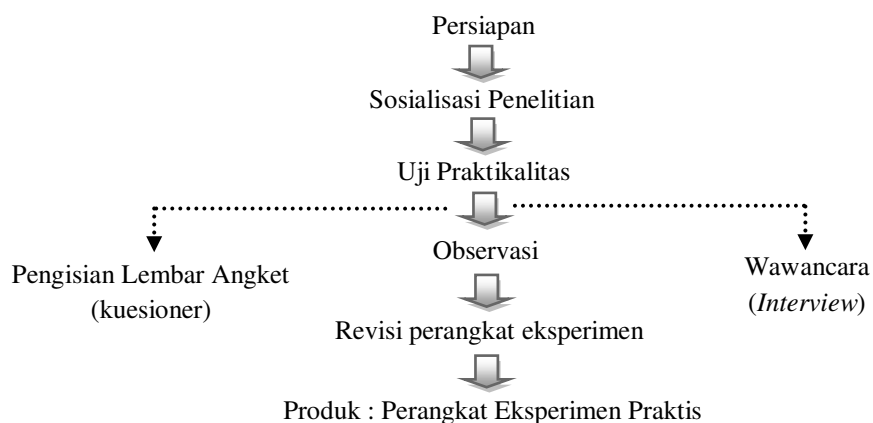 Persiapan
Sosialisasi Penelitian
Uji Praktikalitas
Observasi
Pengisian Lembar Angket
(kuesioner)
Wawancara
(Interview)
Revisi perangkat eksperimen
Produk : Perangkat Eksperimen Praktis